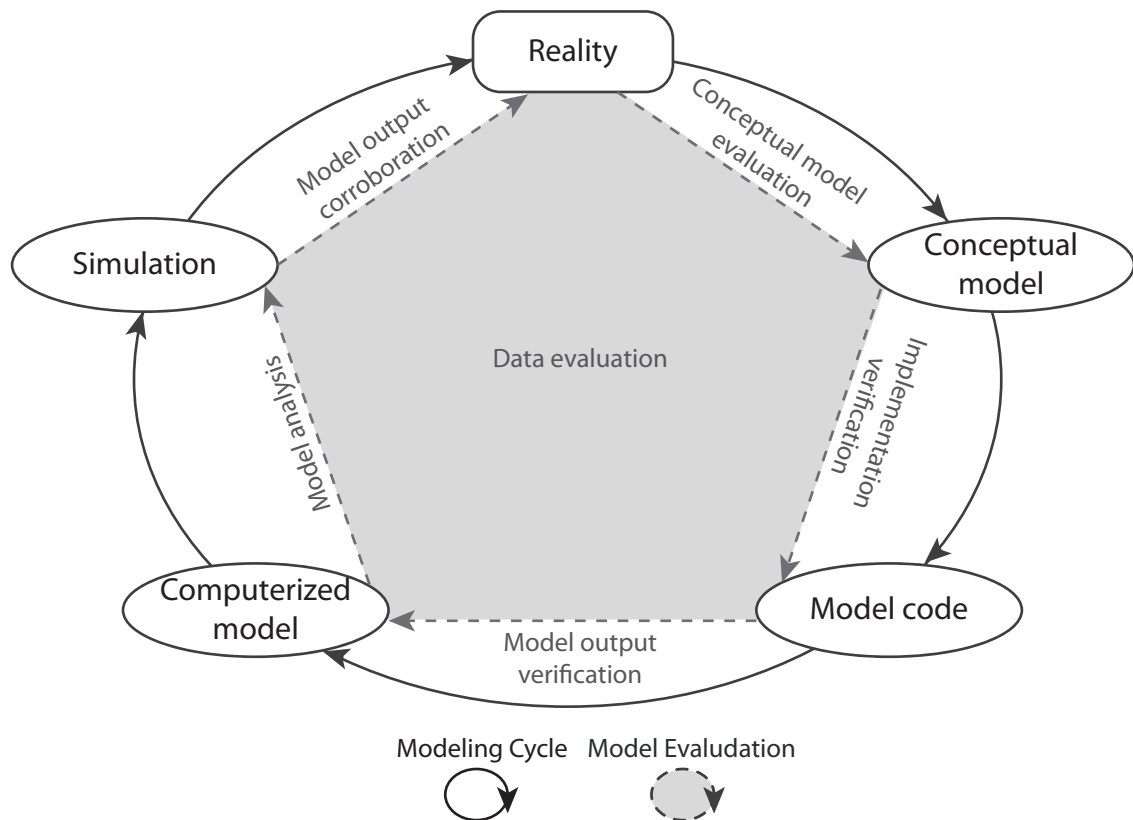 Reality
Model output
corroboration
Conceptual model
evaluation
Simulation
Conceptual
model
Data evaluation
Model analysis
Implementation
verification
Computerized
model
Model code
Model output
verification
Modeling Cycle
Model Evaludation